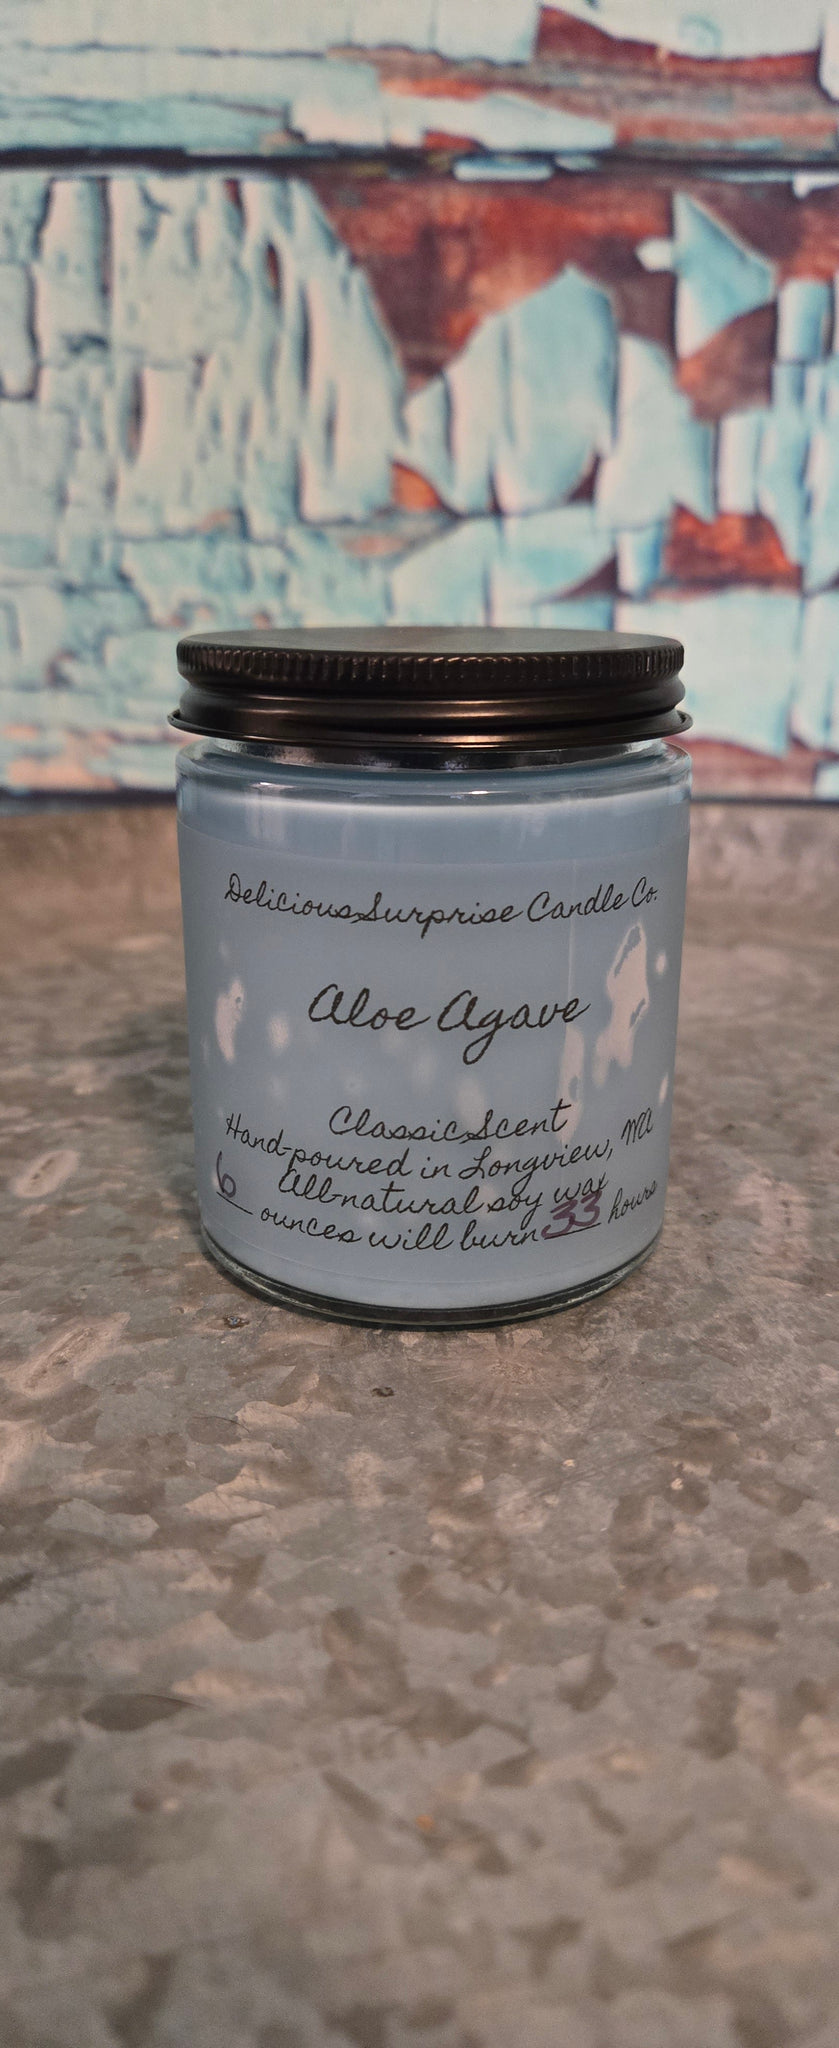 Delicious Surprise Candle Co.
Aloe Agave
Classic Scent
Hand-poured in Longview, WA
All-natural soy wax
6 ounces will burn 33 hours